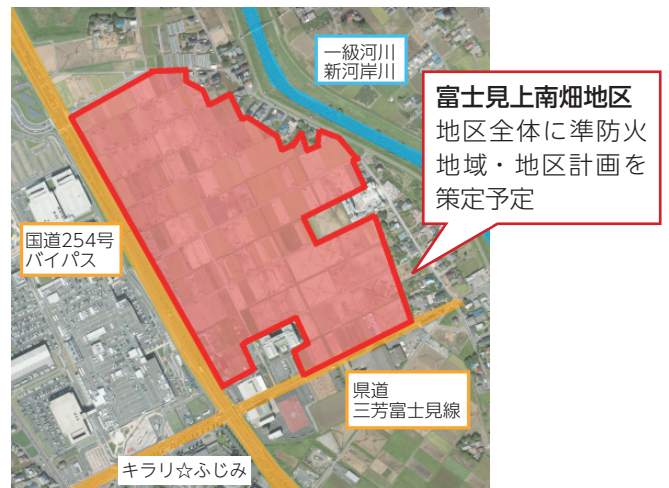 一級河川
新河岸川
富士見上南畑地区
地区全体に準防火
地域・地区計画を
策定予定
国道254号
バイパス
県道
三芳富士見線
キラリ☆ふじみ